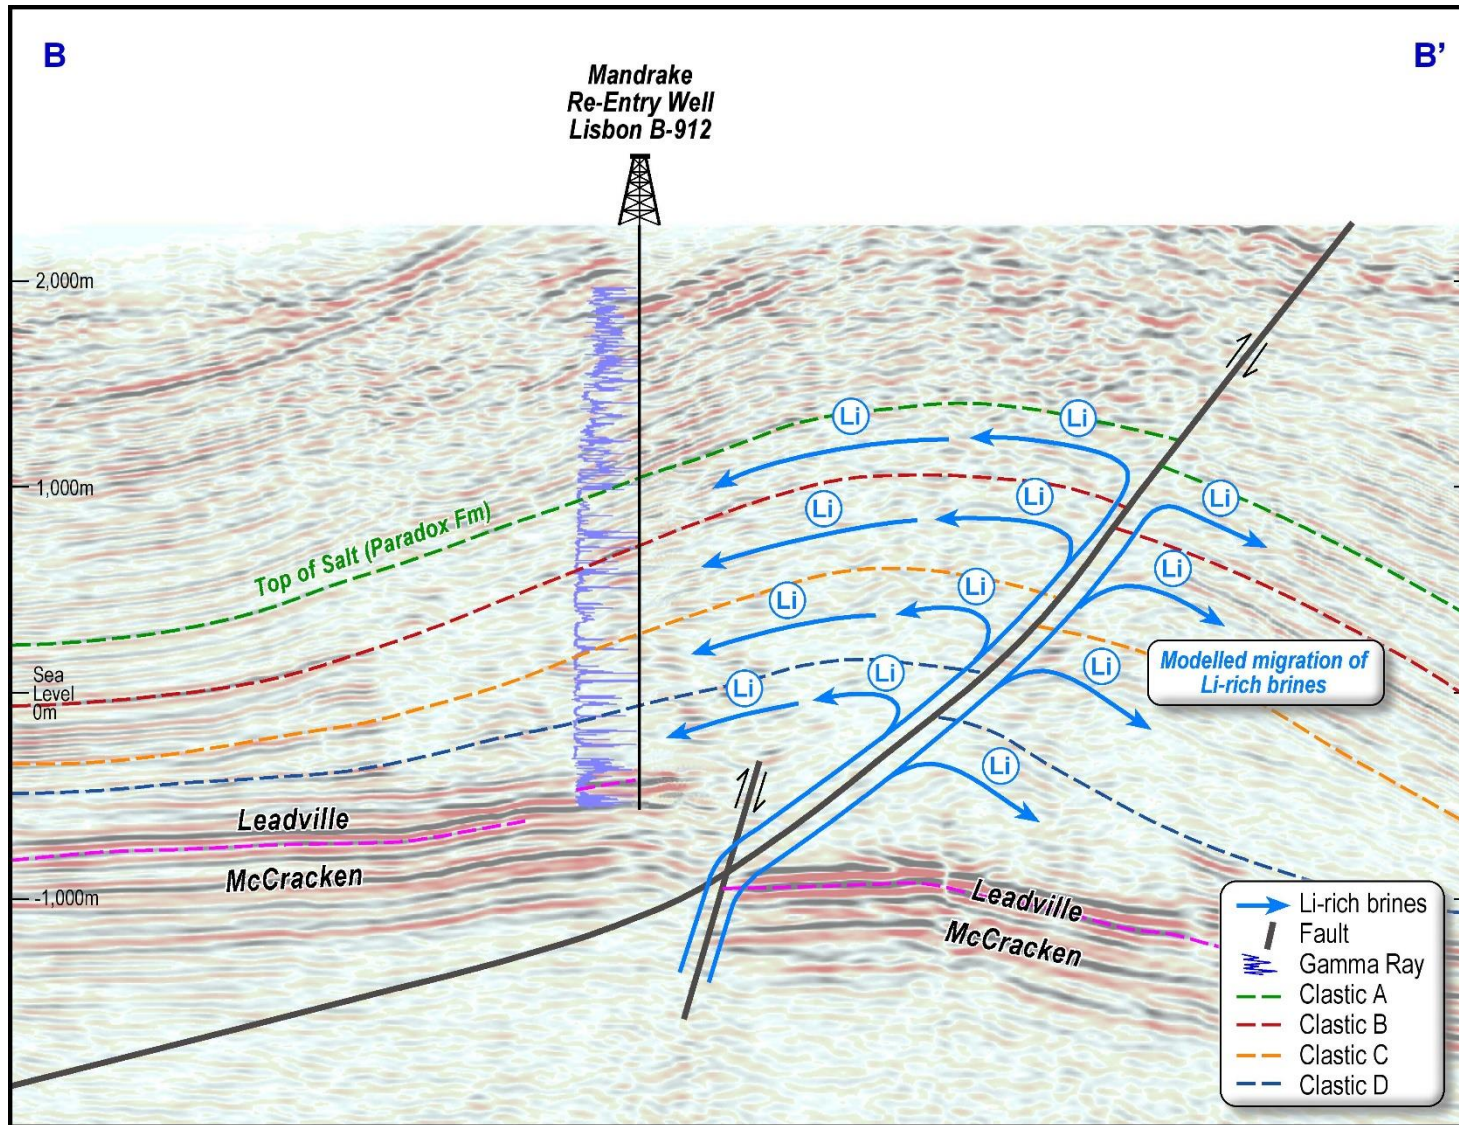 B
B’
Mandrake
Re-Entry Well
Lisbon B-912
2,000m
1,000m
Sea
Level
0m
-1,000m
Top of Salt (Paradox Fm)
Li
Li
Li
Li
Li
Li
Li
Li
Li
Li
Li
Li
Modelled migration of
Li-rich brines
Leadville
McCracken
Leadville
McCracken
Li-rich brines
Fault
Gamma Ray
Clastic A
Clastic B
Clastic C
Clastic D